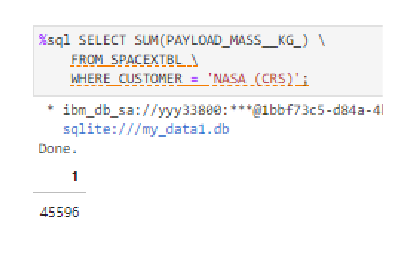 %sql SELECT SUM(PAYLOAD_MASS__KG_) \
FROM SPACEXTBL \
WHERE CUSTOMER = 'NASA (CRS)';
* ibm_db_sa://yyy33800:***@1bbf73c5-d84a-4
sqlite:///my_data1.db
Done.
1
45596